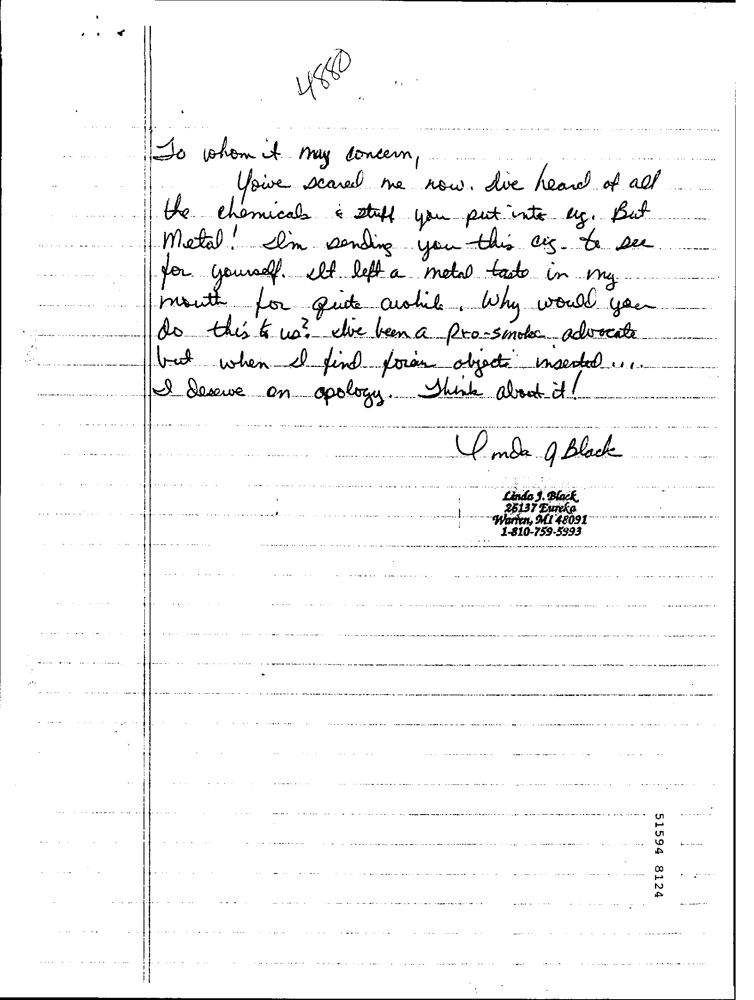 4880
To whom it may concern,
You've scared me now. I've heard of all
the chemicals & stuff you put into cig. But
Metal! I'm sending you this cig. to see
for yourself. It left a metal taste in my
mouth for quite awhile. Why would you
do this to us? I've been a pro-smoke advocate
but when I find forien objects inserted....
I deserve an apology. Think about it!
Linda J Black
Linda J. Black
26137 Eureka
Warren, MI 48091
1-810-759-5993
51594 8124